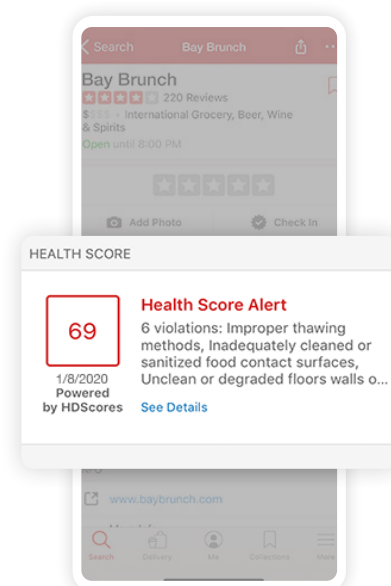 Search Bay Brunch
Bay Brunch
220 Reviews
$$$$ • International Grocery, Beer, Wine
& Spirits
Open until 8:00 PM
Add Photo Check In
HEALTH SCORE
69
1/8/2020
Powered
by HDScores
Health Score Alert
6 violations: Improper thawing
methods, Inadequately cleaned or
sanitized food contact surfaces,
Unclean or degraded floors walls o...
See Details
www.baybrunch.com
Search Delivery Me Collections More